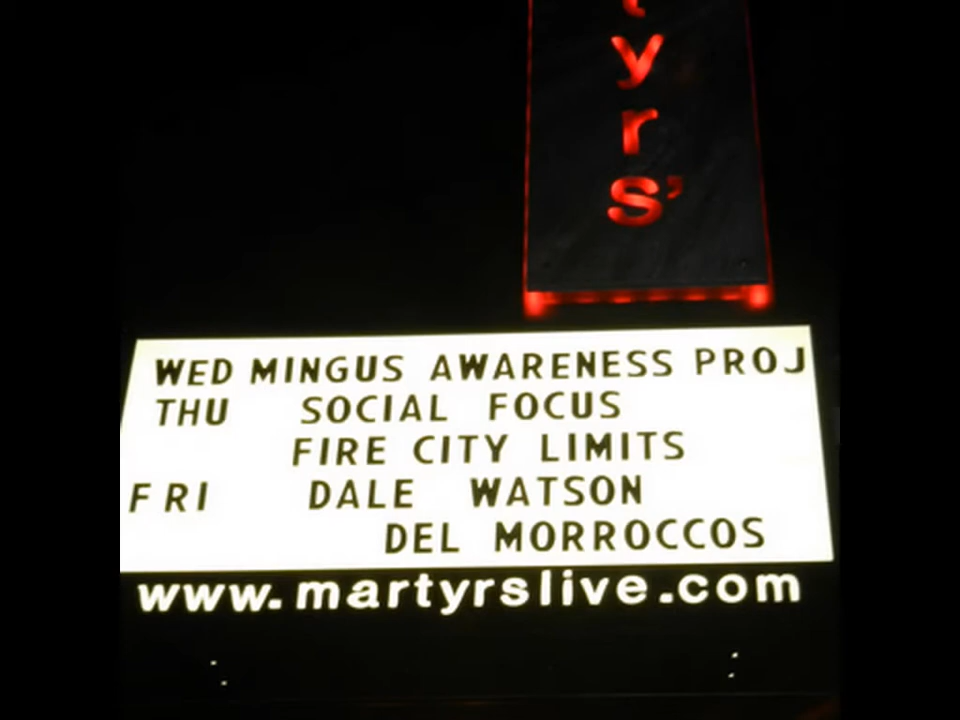 tyrs'
WED MINGUS AWARENESS PROJ
THU SOCIAL FOCUS
FIRE CITY LIMITS
FRI DALE WATSON
DEL MORROCCOS
www.martyrslive.com